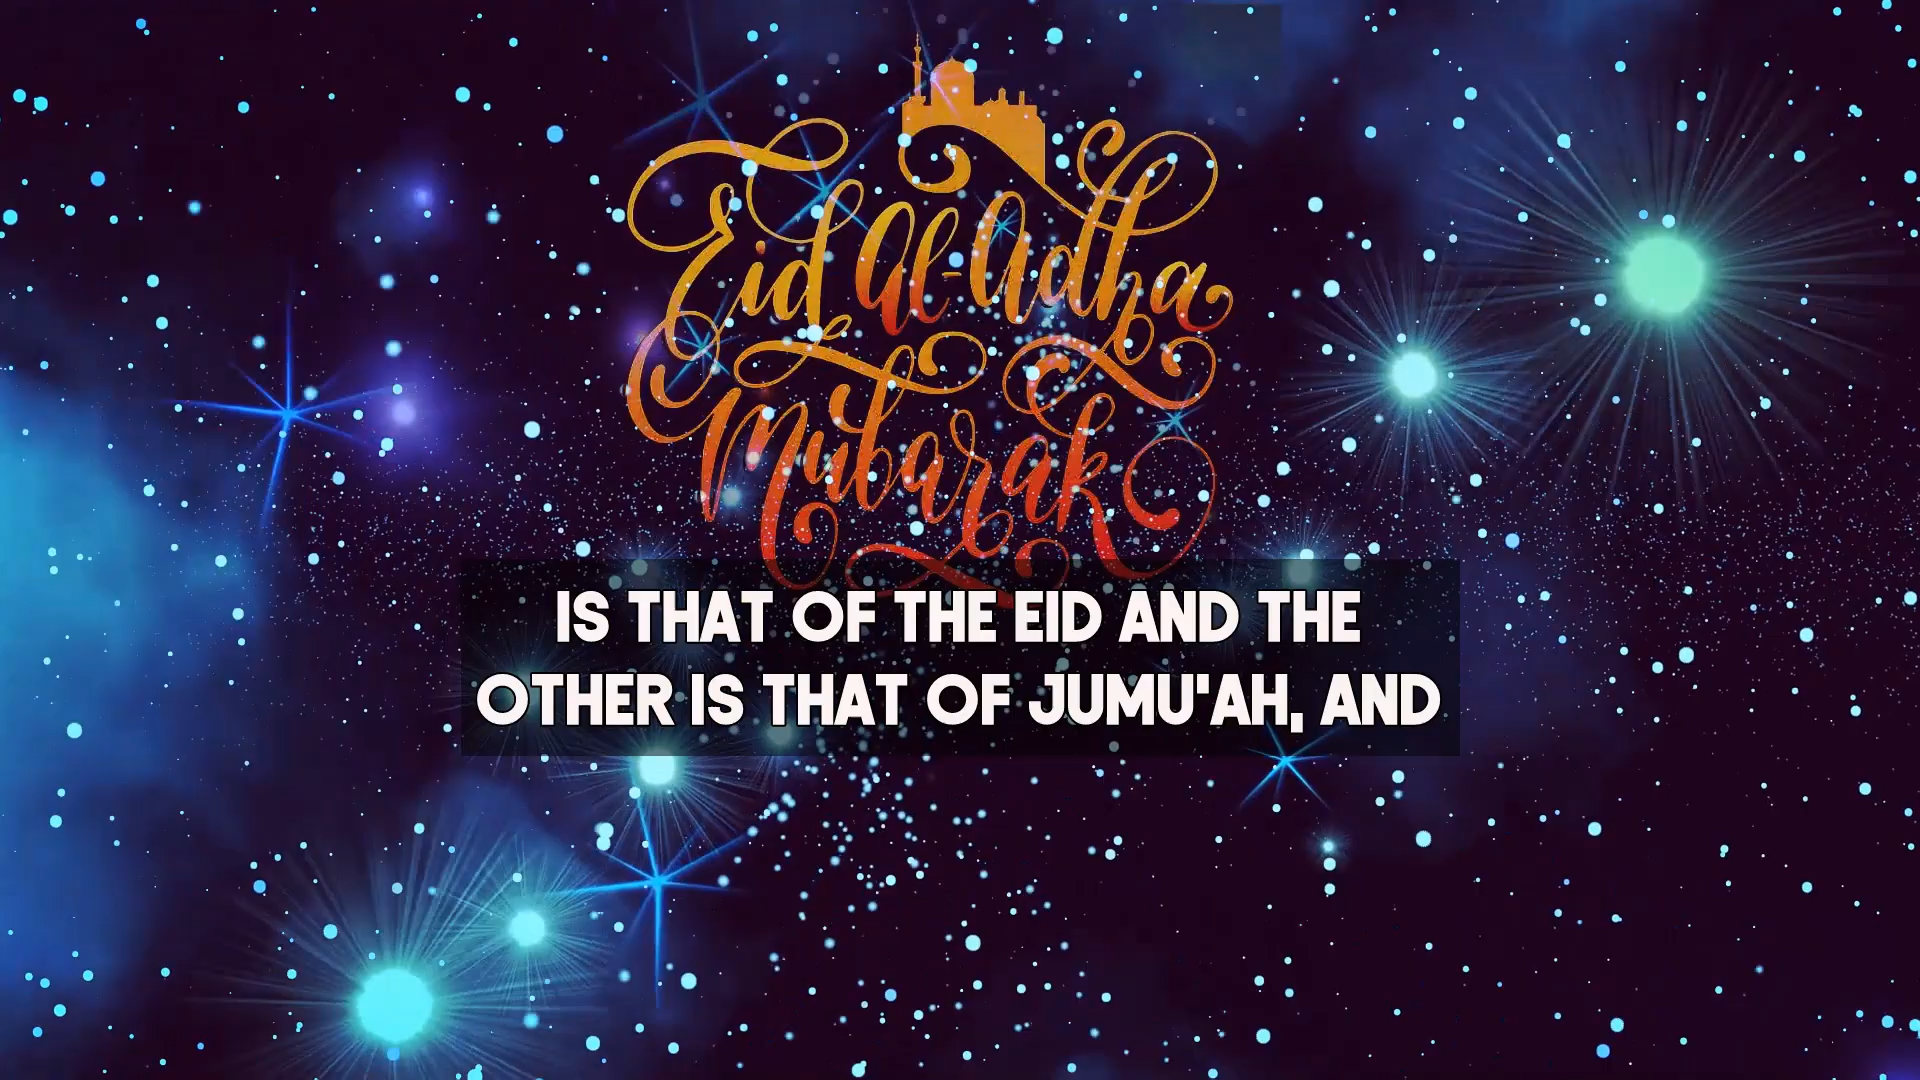 Eid al-Adha
Mubarak
IS THAT OF THE EID AND THE
OTHER IS THAT OF JUMU'AH, AND